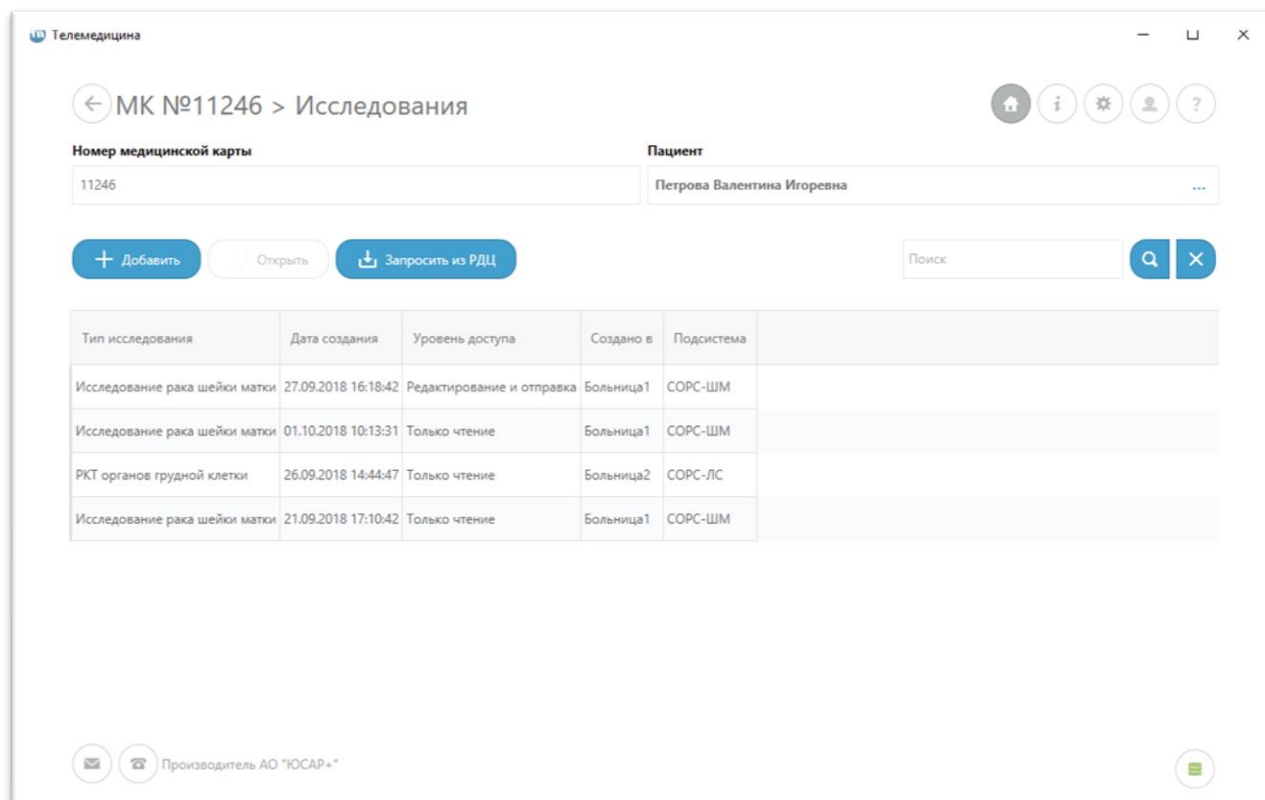 Телемедицина
МК №11246 > Исследования
Номер медицинской карты Пациент
11246 Петрова Валентина Игоревна ...
Добавить Открыть Запросить из РДЦ Поиск
Тип исследования Дата создания Уровень доступа Создано в Подсистема
Исследование рака шейки матки 27.09.2018 16:18:42 Редактирование и отправка Больница1 СОРС-ШМ
Исследование рака шейки матки 01.10.2018 10:13:31 Только чтение Больница1 СОРС-ШМ
РКТ органов грудной клетки 26.09.2018 14:44:47 Только чтение Больница2 СОРС-ЛС
Исследование рака шейки матки 21.09.2018 17:10:42 Только чтение Больница1 СОРС-ШМ
Производитель АО "ЮСАР+"